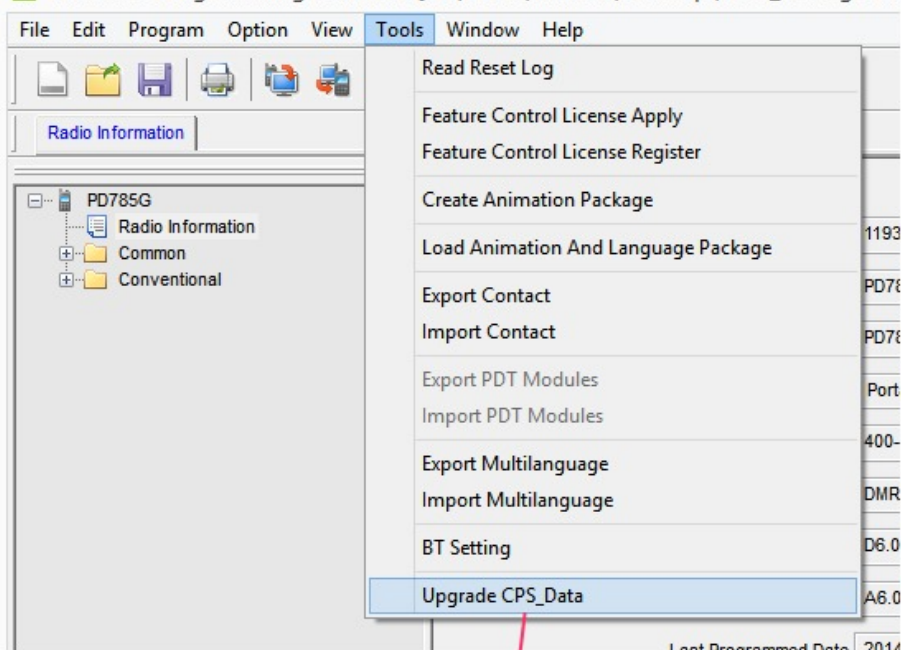 File Edit Program Option View Tools Window Help
Radio Information
PD785G
Radio Information
Common
Conventional
Read Reset Log
Feature Control License Apply
Feature Control License Register
Create Animation Package
Load Animation And Language Package
Export Contact
Import Contact
Export PDT Modules
Import PDT Modules
Export Multilanguage
Import Multilanguage
BT Setting
Upgrade CPS_Data
1193
PD78
PD78
Port
400-
DMR
D6.0
A6.0
Last Programmed Date 2014